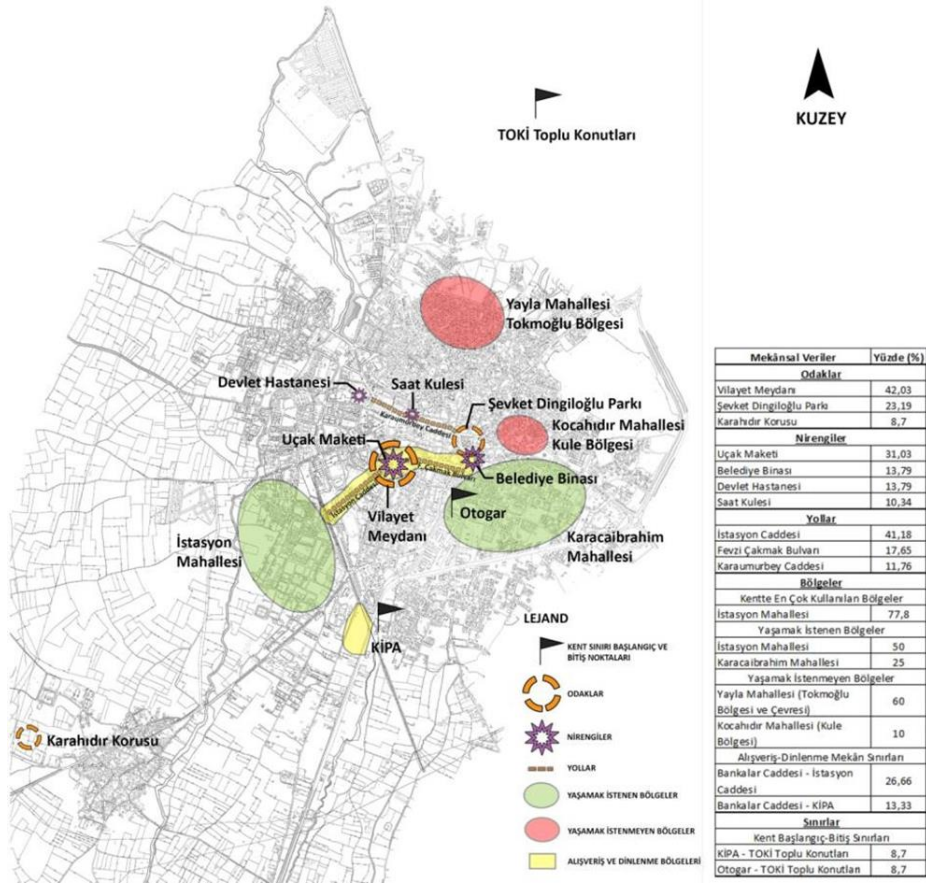 KUZEY
TOKİ Toplu Konutları
Yayla Mahallesi
Tokmoğlu Bölgesi
Devlet Hastanesi
Saat Kulesi
Karaumurbey Caddesi
Şevket Dingiloğlu Parkı
Kocahıdır Mahallesi
Kule Bölgesi
Uçak Maketi
Çakmak Bulvarı
Belediye Binası
İstasyon Caddesi
Vilayet
Meydanı
Otogar
Karacaibrahim
Mahallesi
İstasyon
Mahallesi
KİPA
Karahıdır Korusu
LEJAND
KENT SINIRI BAŞLANGIÇ VE
BİTİŞ NOKTALARI
ODAKLAR
NİRENGİLER
YOLLAR
YAŞAMAK İSTENEN BÖLGELER
YAŞAMAK İSTENMEYEN BÖLGELER
ALIŞVERİŞ VE DİNLENME BÖLGELERİ
Mekânsal Veriler Yüzde (%)
Odaklar
Vilayet Meydanı 42,03
Şevket Dingiloğlu Parkı 23,19
Karahıdır Korusu 8,7
Nirengiler
Uçak Maketi 31,03
Belediye Binası 13,79
Devlet Hastanesi 13,79
Saat Kulesi 10,34
Yollar
İstasyon Caddesi 41,18
Fevzi Çakmak Bulvarı 17,65
Karaumurbey Caddesi 11,76
Bölgeler
Kentte En Çok Kullanılan Bölgeler
İstasyon Mahallesi 77,8
Yaşamak İstenen Bölgeler
İstasyon Mahallesi 50
Karacaibrahim Mahallesi 25
Yaşamak İstenmeyen Bölgeler
Yayla Mahallesi (Tokmoğlu
Bölgesi ve Çevresi) 60
Kocahıdır Mahallesi (Kule
Bölgesi) 10
Alışveriş-Dinlenme Mekân Sınırları
Bankalar Caddesi - İstasyon
Caddesi 26,66
Bankalar Caddesi - KİPA 13,33
Sınırlar
Kent Başlangıç-Bitiş Sınırları
KİPA - TOKİ Toplu Konutları 8,7
Otogar - TOKİ Toplu Konutları 8,7